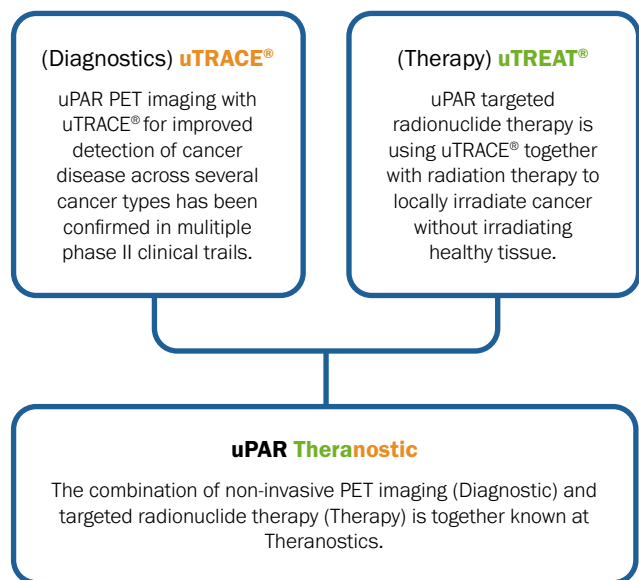 (Diagnostics) uTRACE®
uPAR PET imaging with
uTRACE® for improved
detection of cancer
disease across several
cancer types has been
confirmed in mulitiple
phase II clinical trails.
(Therapy) uTREAT®
uPAR targeted
radionuclide therapy is
using uTRACE® together
with radiation therapy to
locally irradiate cancer
without irradiating
healthy tissue.
uPAR Theranostic
The combination of non-invasive PET imaging (Diagnostic) and
targeted radionuclide therapy (Therapy) is together known at
Theranostics.